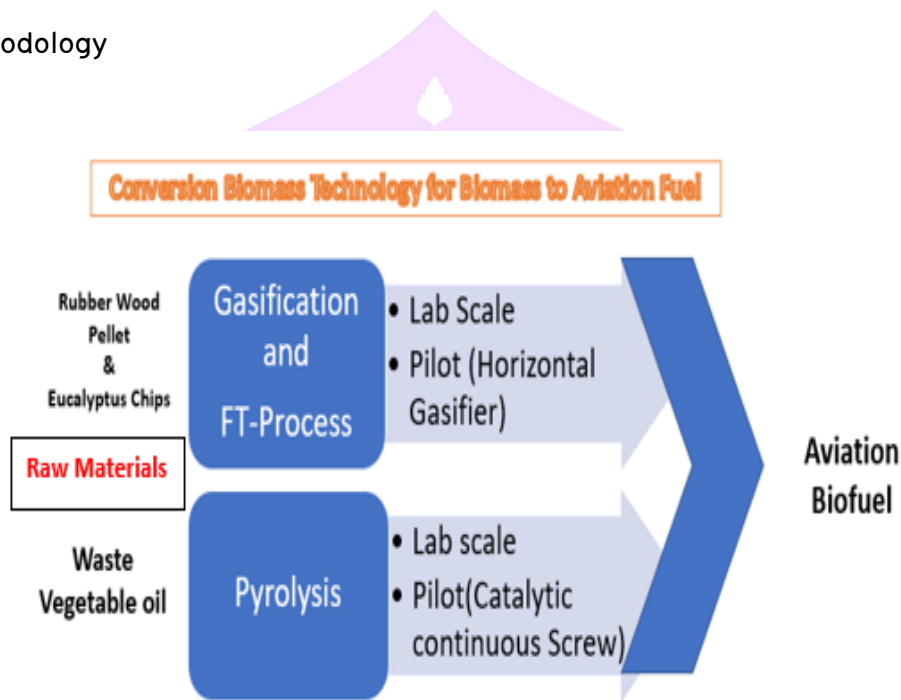 odology
Conversion Biomass Technology for Biomass to Aviation Fuel
Rubber Wood
Pellet
&
Eucalyptus Chips
Gasification
and
FT-Process
• Lab Scale
• Pilot (Horizontal
Gasifier)
Raw Materials
Waste
Vegetable oil
Pyrolysis
• Lab scale
• Pilot(Catalytic
continuous Screw)
Aviation
Biofuel